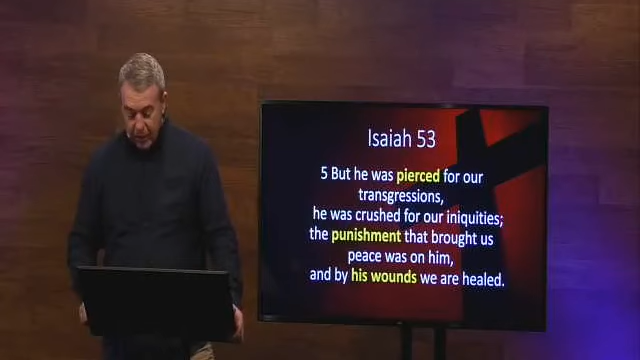 Isaiah 53
5 But he was pierced for our
transgressions,
he was crushed for our iniquities;
the punishment that brought us
peace was on him,
and by his wounds we are healed.